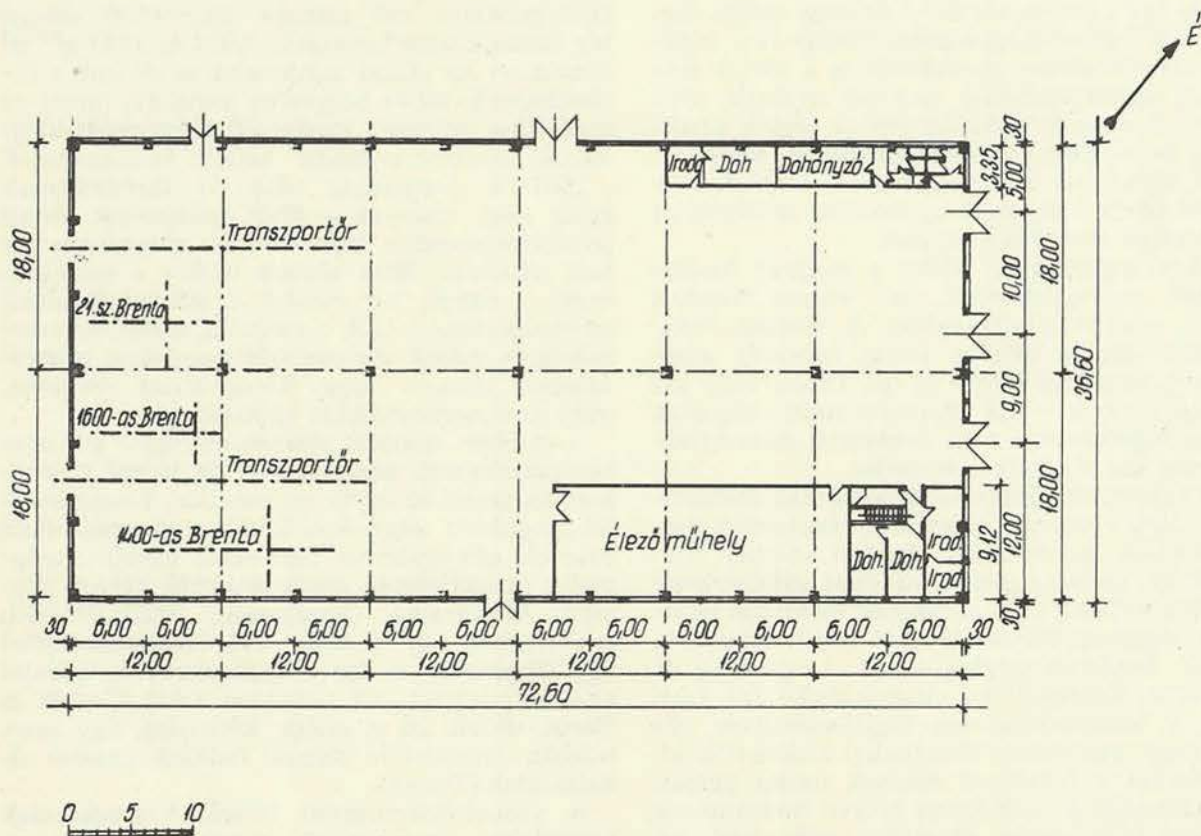 É
Iroda Doh Dohányzó
Transzportőr
21.sz.Brenta
1600-as Brenta
Transzportőr
1400-as Brenta
Élező műhely
Doh. Doh. Irod
Irod
18,00
18,00
30
3,35
5,00
10,00
9,00
9,12
12,00
30
18,00
18,00
36,60
30 6,00 6,00 6,00 6,00 6,00 6,00 6,00 6,00 6,00 6,00 6,00 6,00 30
12,00 12,00 12,00 12,00 12,00 12,00
72,60
0 5 10